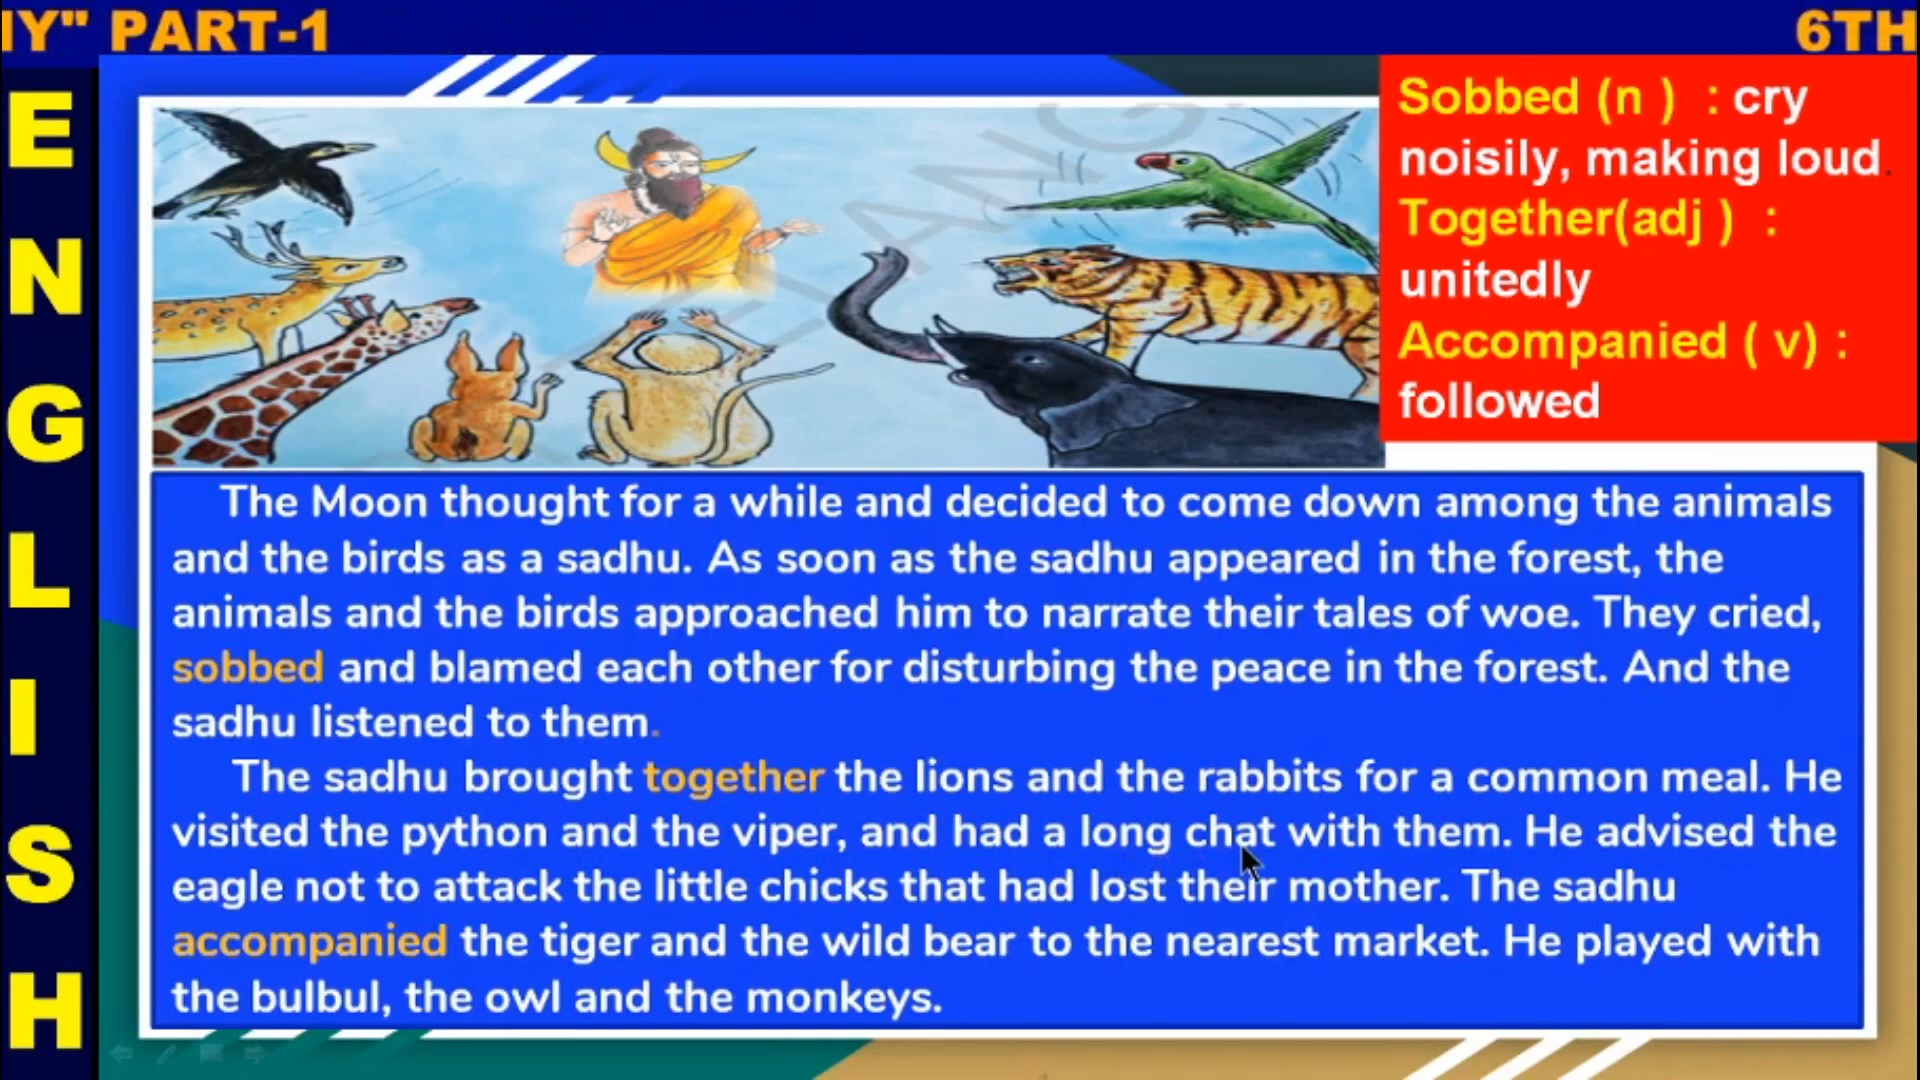 IY" PART-1
6TH
ENGLISH
Sobbed (n ) : cry
noisily, making loud.
Together(adj ) :
unitedly
Accompanied ( v) :
followed
The Moon thought for a while and decided to come down among the animals
and the birds as a sadhu. As soon as the sadhu appeared in the forest, the
animals and the birds approached him to narrate their tales of woe. They cried,
sobbed and blamed each other for disturbing the peace in the forest. And the
sadhu listened to them.
The sadhu brought together the lions and the rabbits for a common meal. He
visited the python and the viper, and had a long chat with them. He advised the
eagle not to attack the little chicks that had lost their mother. The sadhu
accompanied the tiger and the wild bear to the nearest market. He played with
the bulbul, the owl and the monkeys.